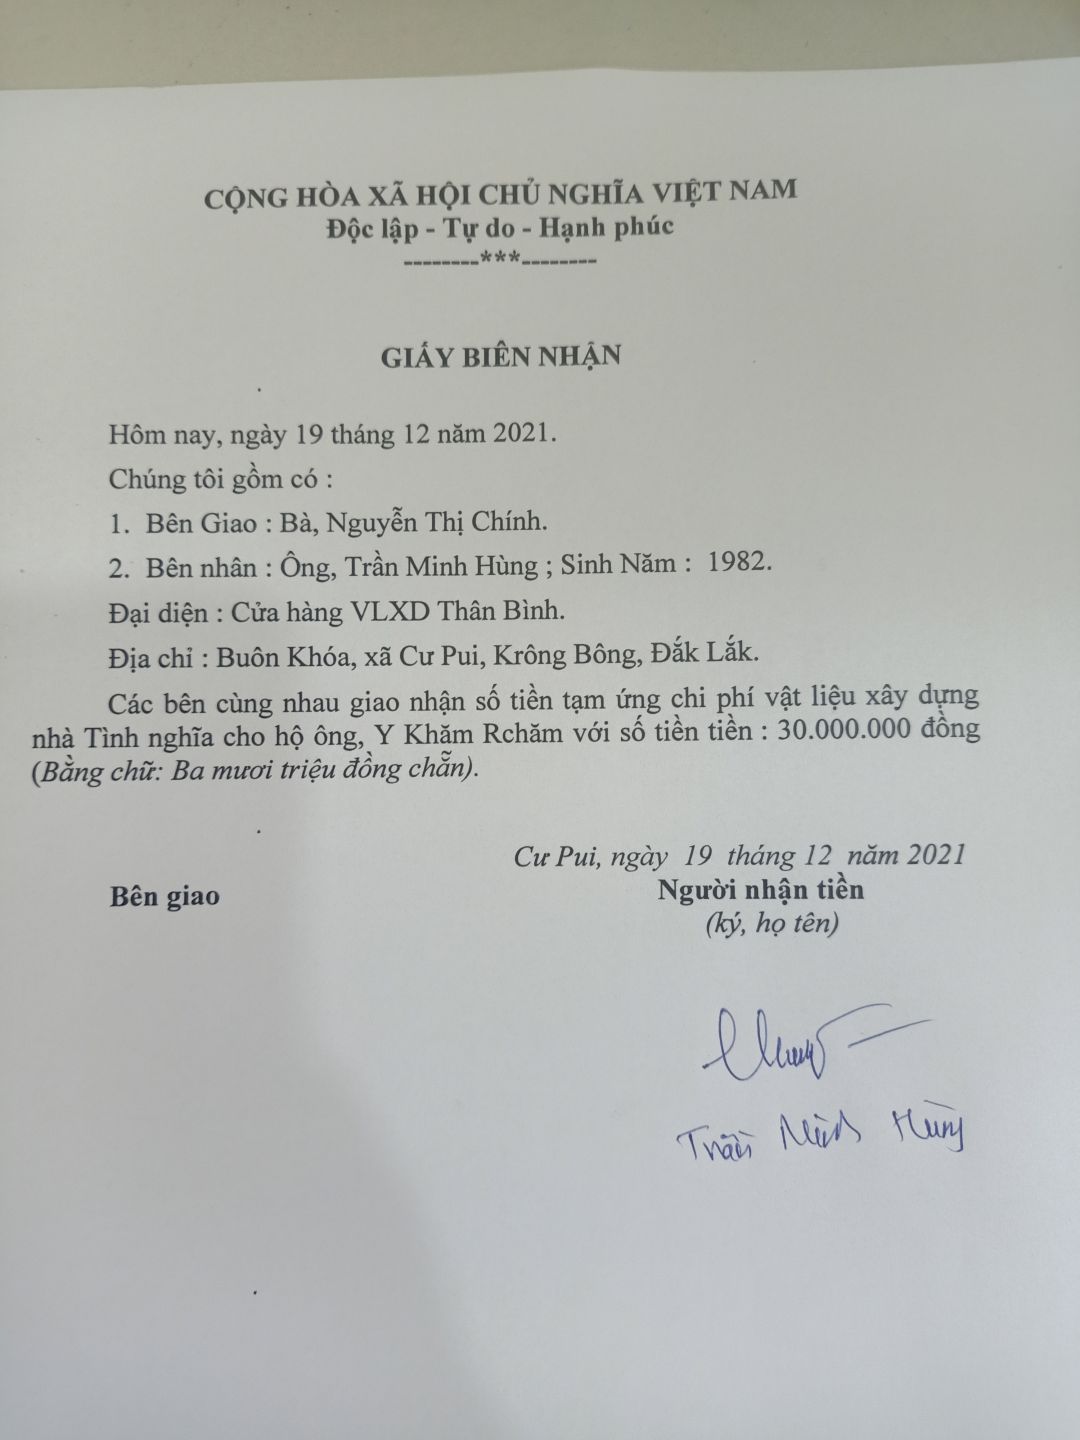 CỘNG HÒA XÃ HỘI CHỦ NGHĨA VIỆT NAM
Độc lập - Tự do - Hạnh phúc
--------***--------
GIẤY BIÊN NHẬN
Hôm nay, ngày 19 tháng 12 năm 2021.
Chúng tôi gồm có :
1. Bên Giao : Bà, Nguyễn Thị Chính.
2. Bên nhân : Ông, Trần Minh Hùng ; Sinh Năm : 1982.
Đại diện : Cửa hàng VLXD Thân Bình.
Địa chỉ : Buôn Khóa, xã Cư Pui, Krông Bông, Đắk Lắk.
Các bên cùng nhau giao nhận số tiền tạm ứng chi phí vật liệu xây dựng
nhà Tình nghĩa cho hộ ông, Y Khăm Rchăm với số tiền tiền : 30.000.000 đồng
(Bằng chữ: Ba mươi triệu đồng chẵn).
Cư Pui, ngày 19 tháng 12 năm 2021
Bên giao
Người nhận tiền
(ký, họ tên)
Trần Minh Hùng